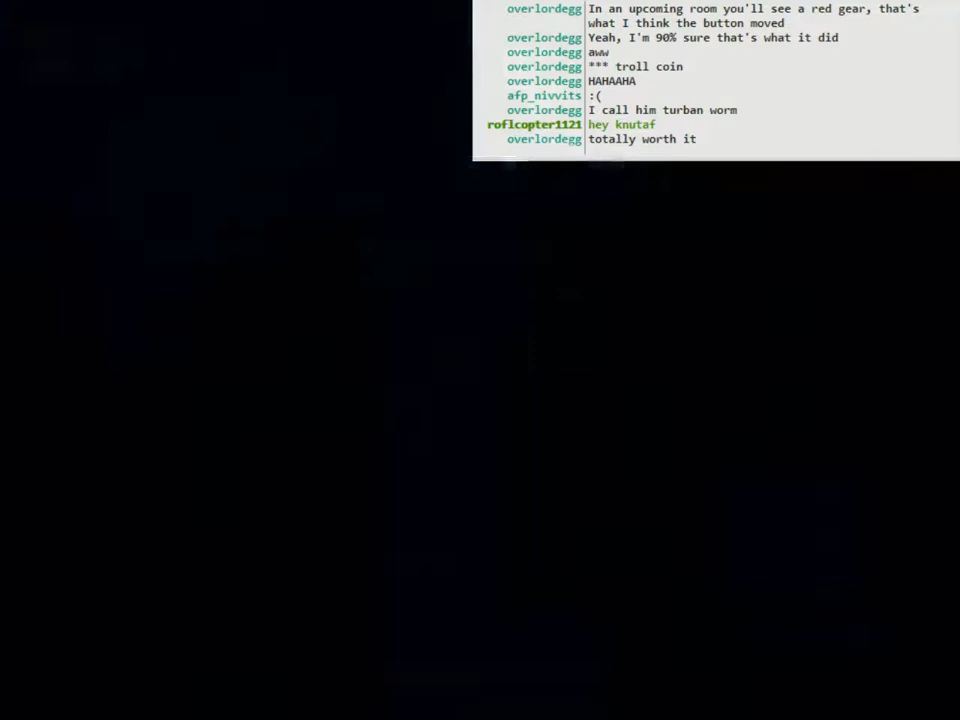 overlordegg In an upcoming room you'll see a red gear, that's
what I think the button moved
overlordegg Yeah, I'm 90% sure that's what it did
overlordegg aww
overlordegg *** troll coin
overlordegg HAHAAHA
afp_nivvits :(
overlordegg I call him turban worm
roflcopter1121 hey knutaf
overlordegg totally worth it